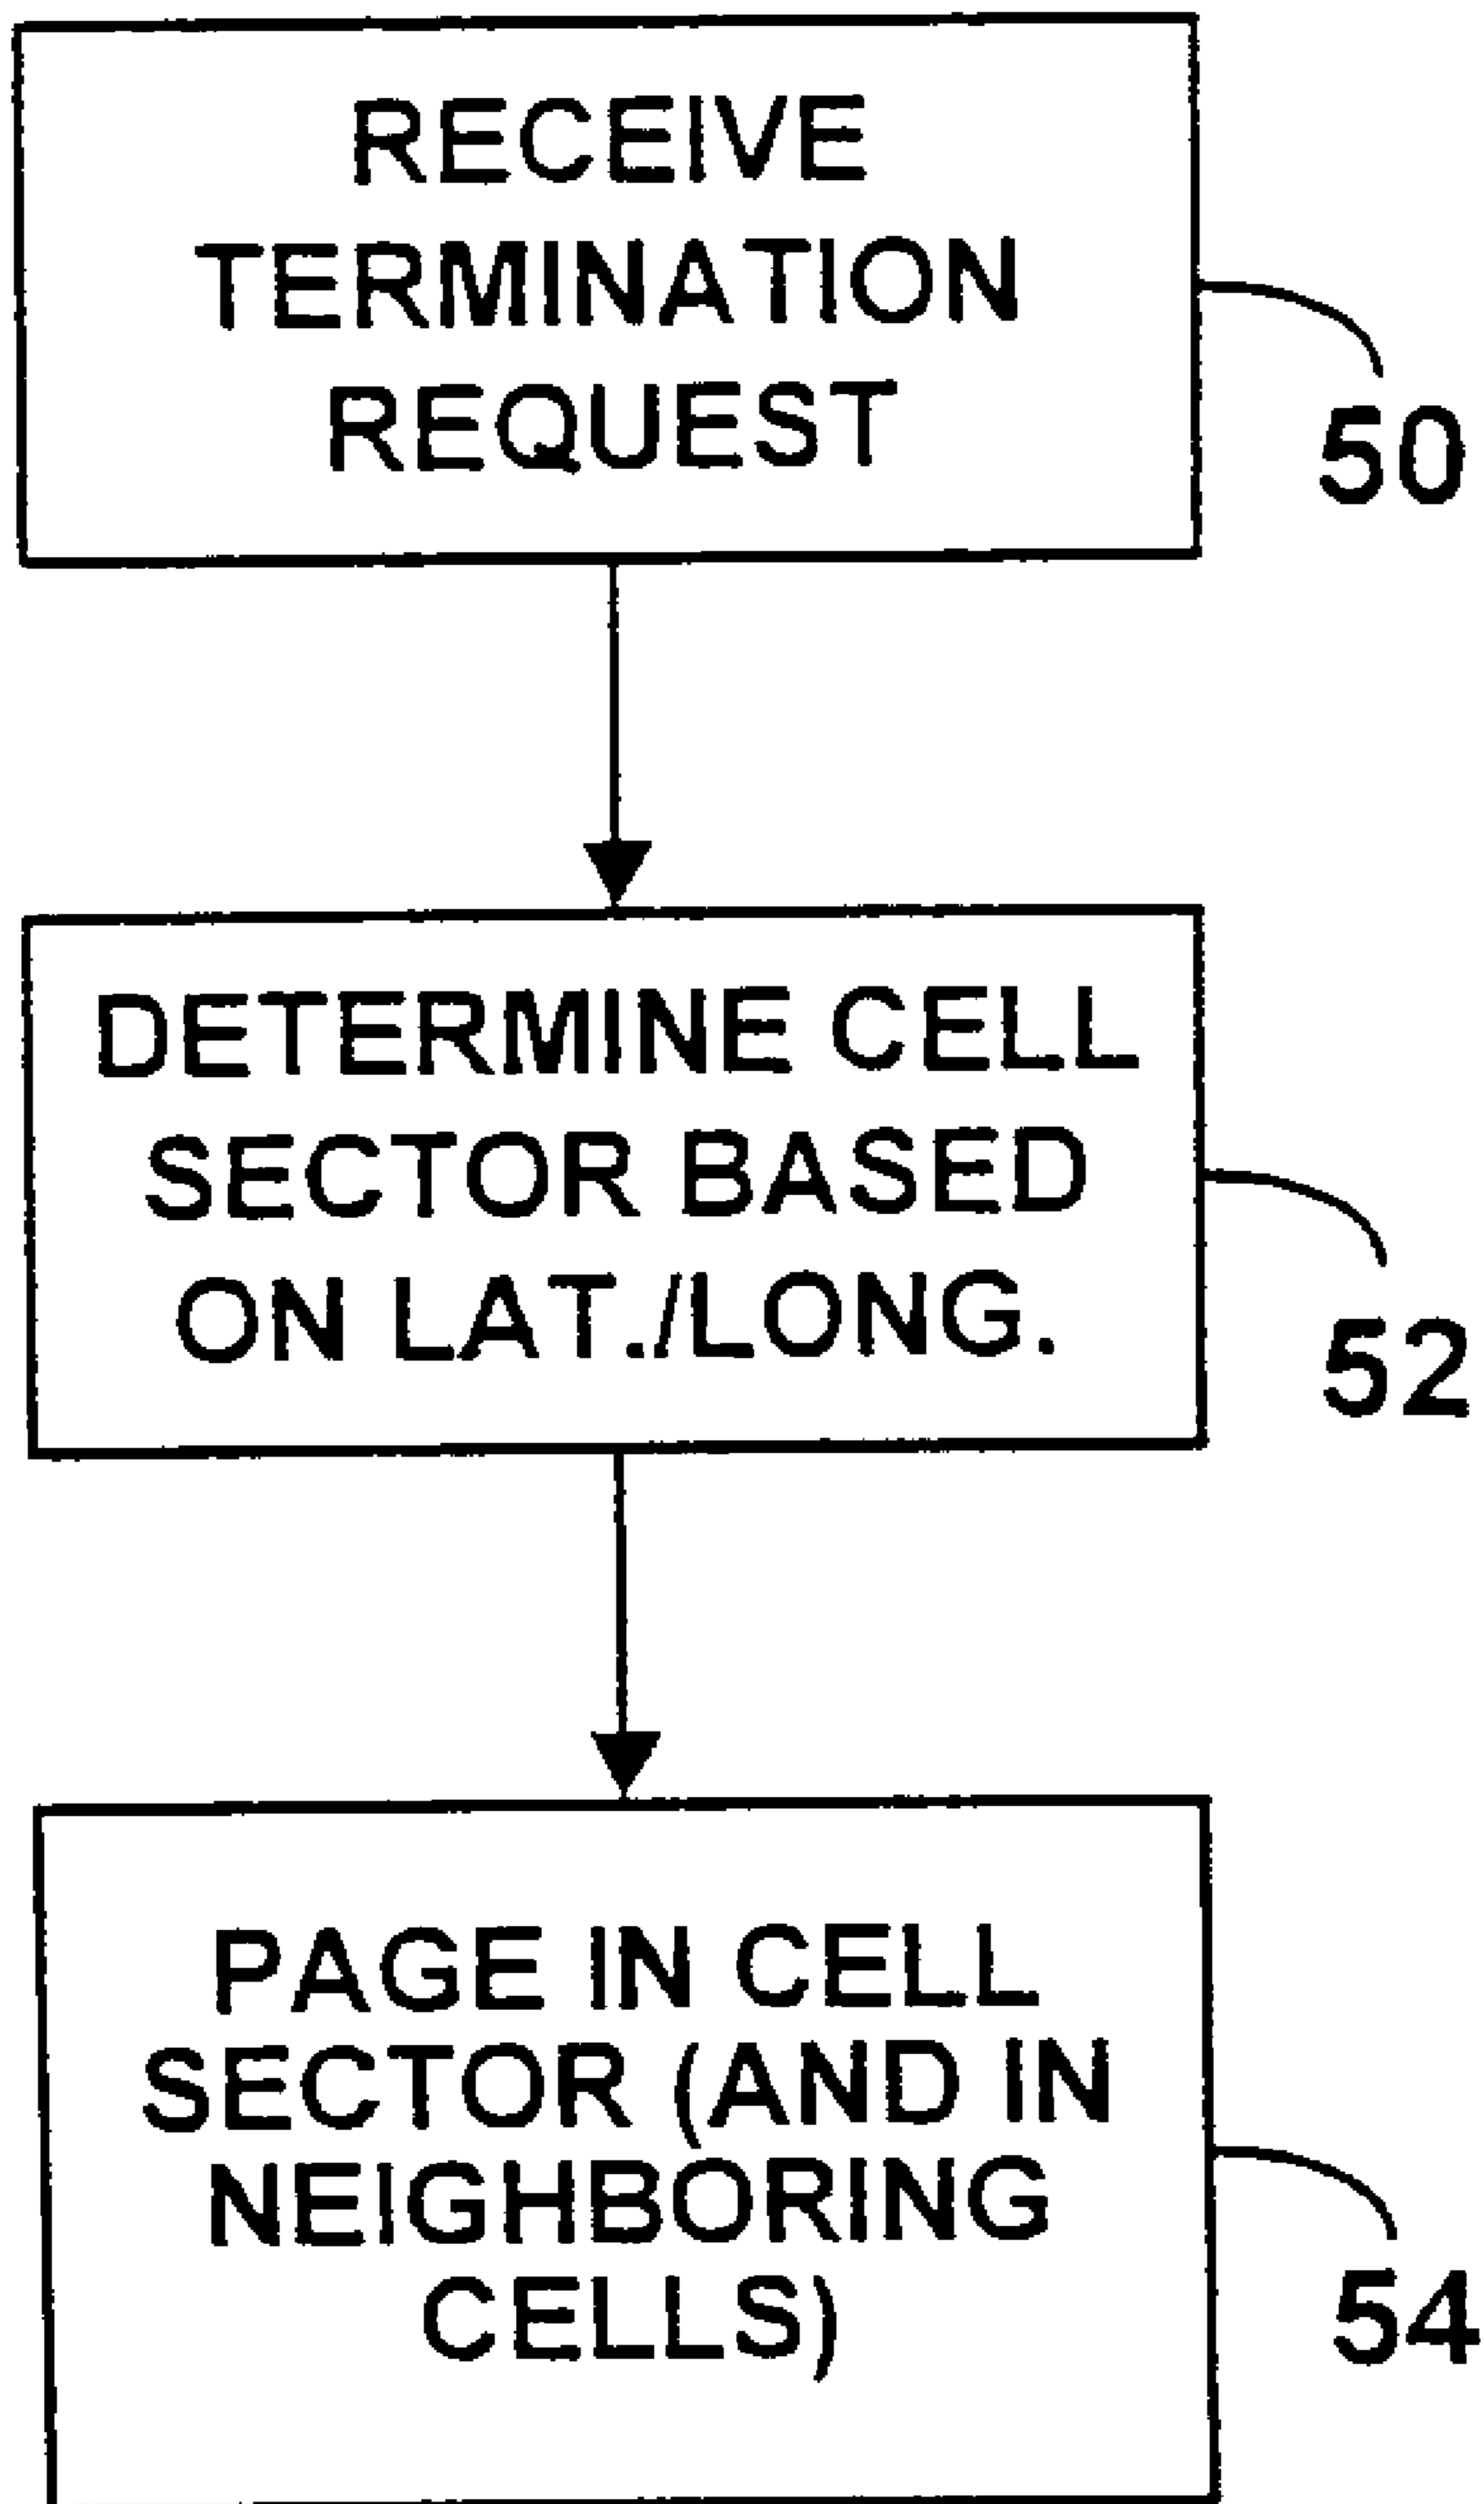 RECEIVE
TERMINATION
REQUEST
50
DETERMINE CELL
SECTOR BASED
ON LAT./LONG.
52
PAGE IN CELL
SECTOR (AND IN
NEIGHBORING
CELLS)
54